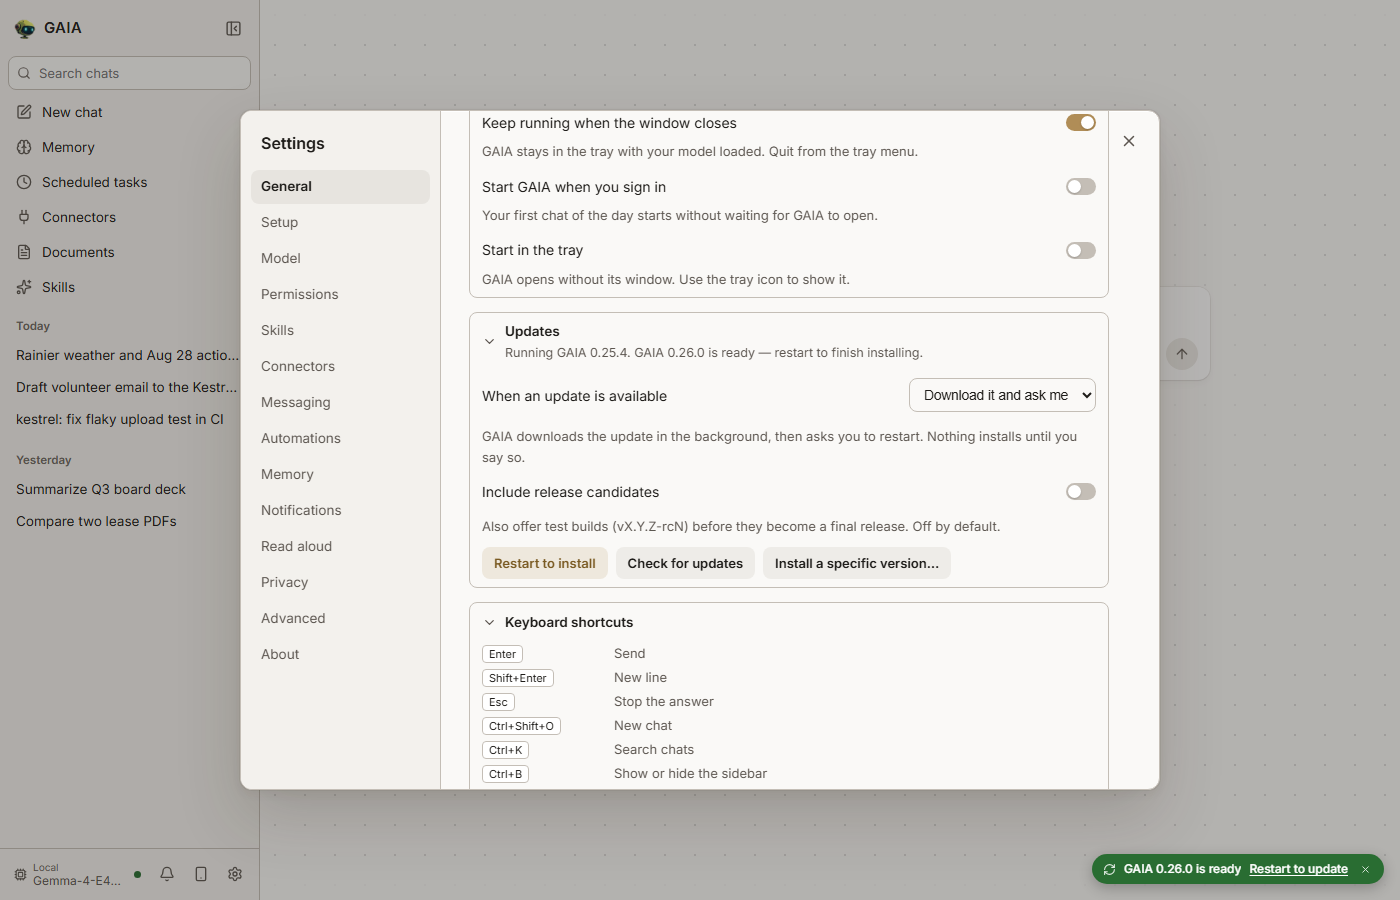 GAIA
Search chats
New chat
Memory
Scheduled tasks
Connectors
Documents
Skills
Today
Rainier weather and Aug 28 actio...
Draft volunteer email to the Kestr...
kestrel: fix flaky upload test in CI
Yesterday
Summarize Q3 board deck
Compare two lease PDFs
Local
Gemma-4-E4...
Settings
General
Setup
Model
Permissions
Skills
Connectors
Messaging
Automations
Memory
Notifications
Read aloud
Privacy
Advanced
About
Keep running when the window closes
GAIA stays in the tray with your model loaded. Quit from the tray menu.
Start GAIA when you sign in
Your first chat of the day starts without waiting for GAIA to open.
Start in the tray
GAIA opens without its window. Use the tray icon to show it.
Updates
Running GAIA 0.25.4. GAIA 0.26.0 is ready — restart to finish installing.
When an update is available
Download it and ask me
GAIA downloads the update in the background, then asks you to restart. Nothing installs until you
say so.
Include release candidates
Also offer test builds (vX.Y.Z-rcN) before they become a final release. Off by default.
Restart to install
Check for updates
Install a specific version...
Keyboard shortcuts
Enter Send
Shift+Enter New line
Esc Stop the answer
Ctrl+Shift+O New chat
Ctrl+K Search chats
Ctrl+B Show or hide the sidebar
GAIA 0.26.0 is ready Restart to update